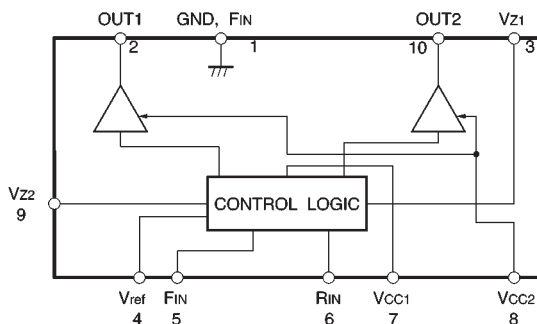 OUT1 GND, FIN OUT2 VZ1
2 1 10 3
VZ2
9
CONTROL LOGIC
Vref FIN RIN VCC1 VCC2
4 5 6 7 8